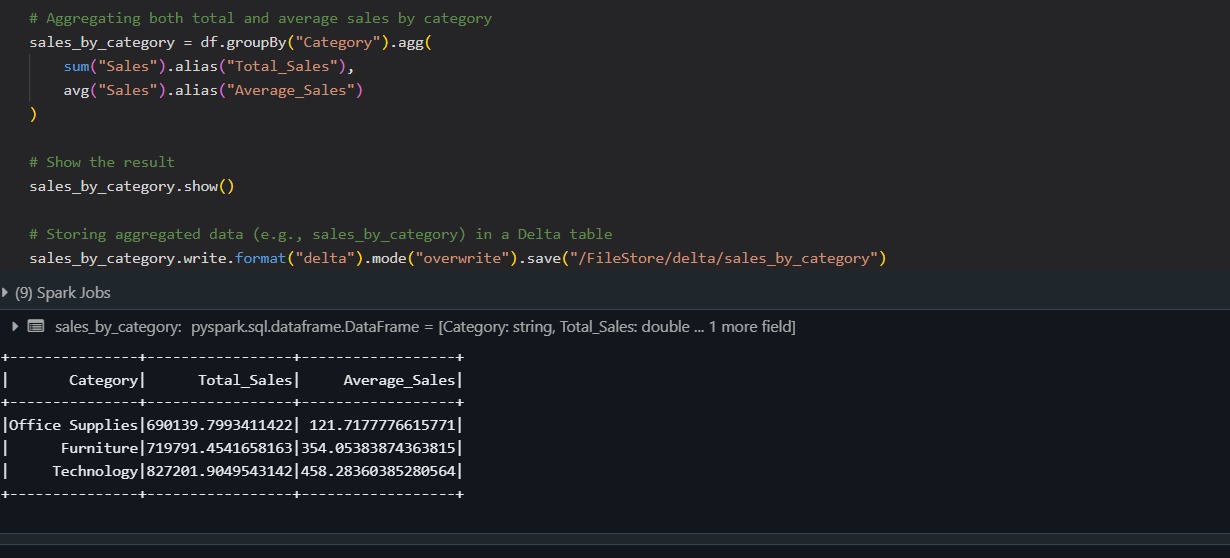 # Aggregating both total and average sales by category
sales_by_category = df.groupBy("Category").agg(
    sum("Sales").alias("Total_Sales"),
    avg("Sales").alias("Average_Sales")
)
# Show the result
sales_by_category.show()
# Storing aggregated data (e.g., sales_by_category) in a Delta table
sales_by_category.write.format("delta").mode("overwrite").save("/FileStore/delta/sales_by_category")
(9) Spark Jobs
sales_by_category: pyspark.sql.dataframe.DataFrame = [Category: string, Total_Sales: double ... 1 more field]
+---------------+-----------------+------------------+
|       Category|      Total_Sales|     Average_Sales|
+---------------+-----------------+------------------+
|Office Supplies|690139.7993411422| 121.7177776615771|
|      Furniture|719791.4541658163|354.05383874363815|
|     Technology|827201.9049543142|458.28360385280564|
+---------------+-----------------+------------------+